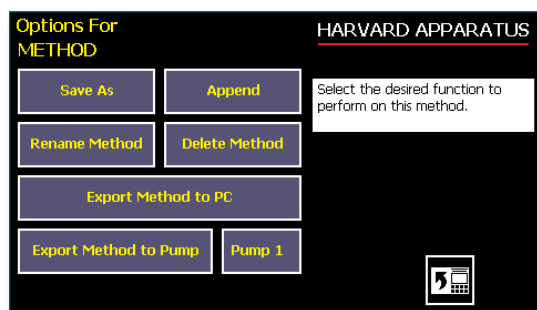 Options For
METHOD
HARVARD APPARATUS
Save As
Append
Select the desired function to
perform on this method.
Rename Method
Delete Method
Export Method to PC
Export Method to Pump
Pump 1